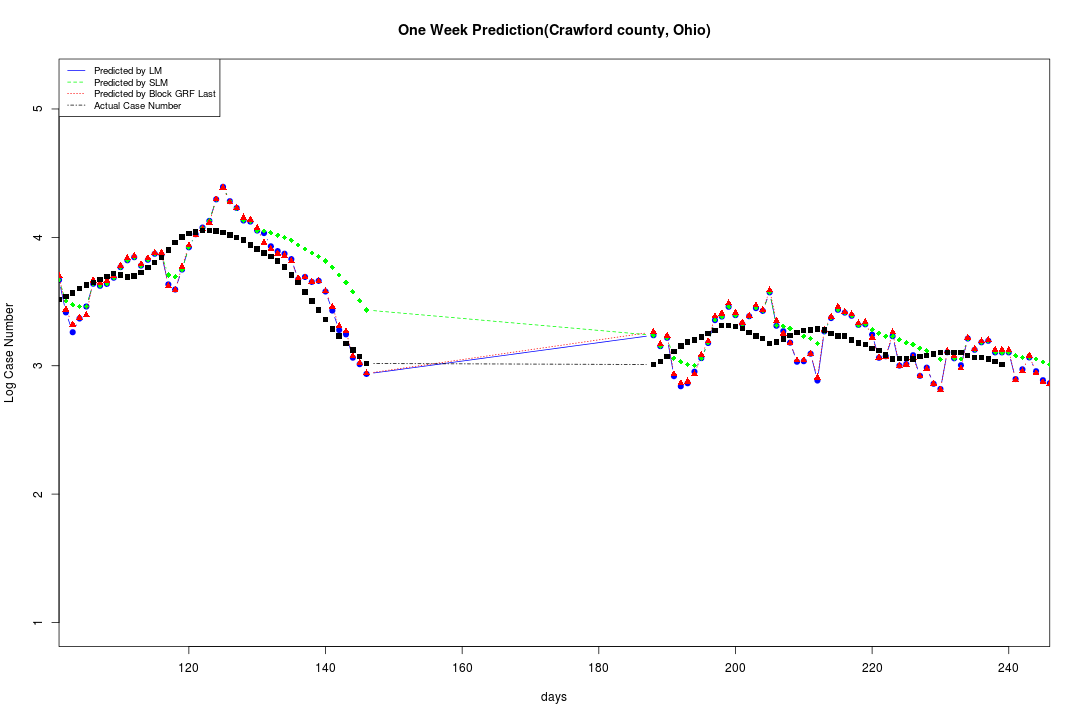 One Week Prediction(Crawford county, Ohio)
Predicted by LM
Predicted by SLM
Predicted by Block GRF Last
Actual Case Number
5
4
3
2
1
Log Case Number
120
140
160
180
200
220
240
days